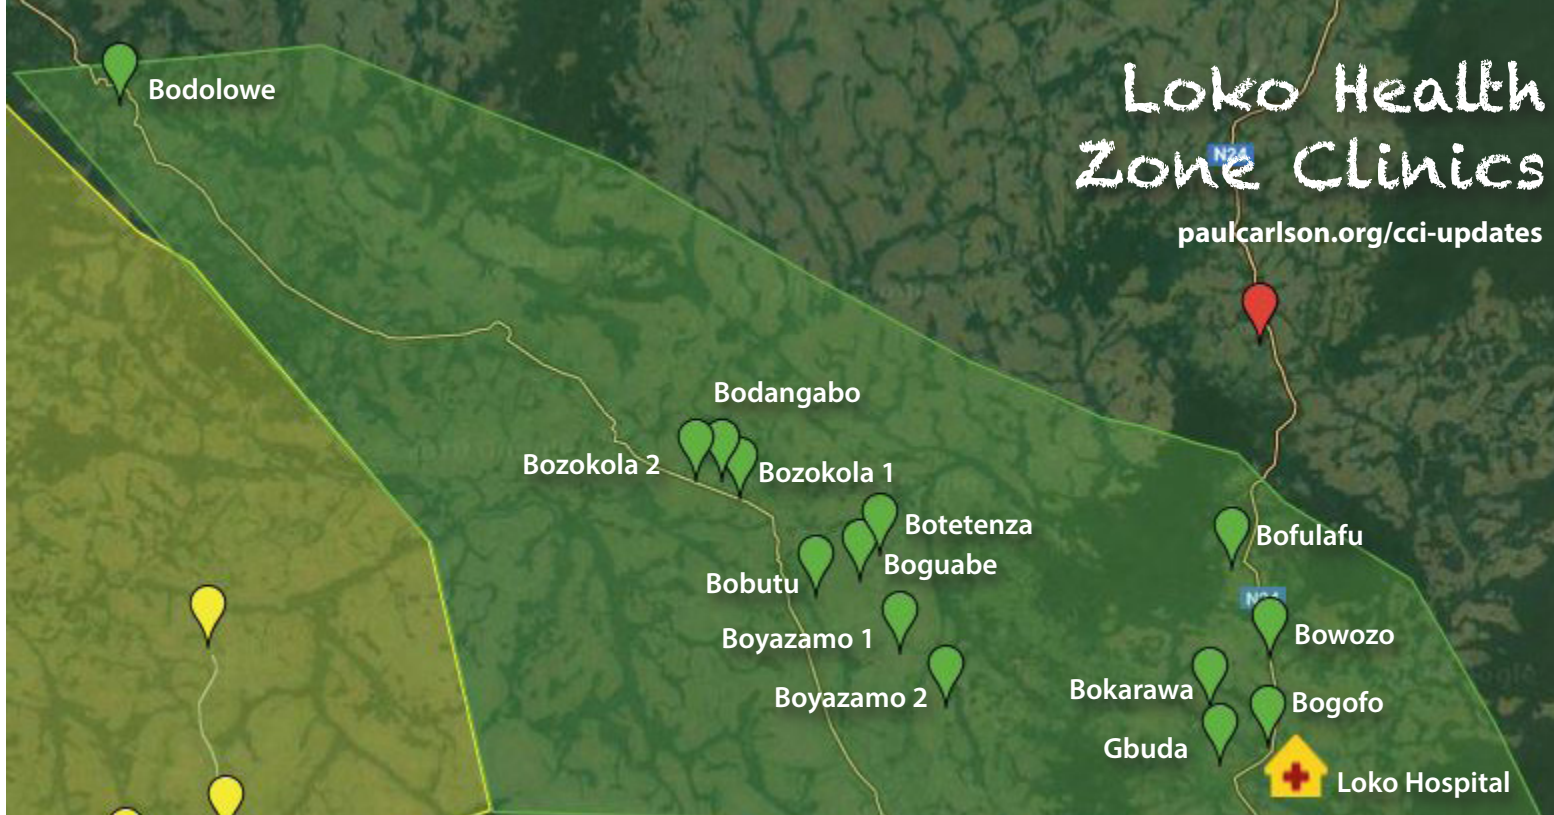 Loko Health
Zone Clinics
N24
paulcarlson.org/cci-updates
Bodolowe
Bodangabo
Bozokola 2
Bozokola 1
Botetenza
Bofulafu
Boguabe
Bobutu
N24
Bowozo
Boyazamo 1
Bokarawa
Boyazamo 2
Bogofo
Gbuda
Loko Hospital